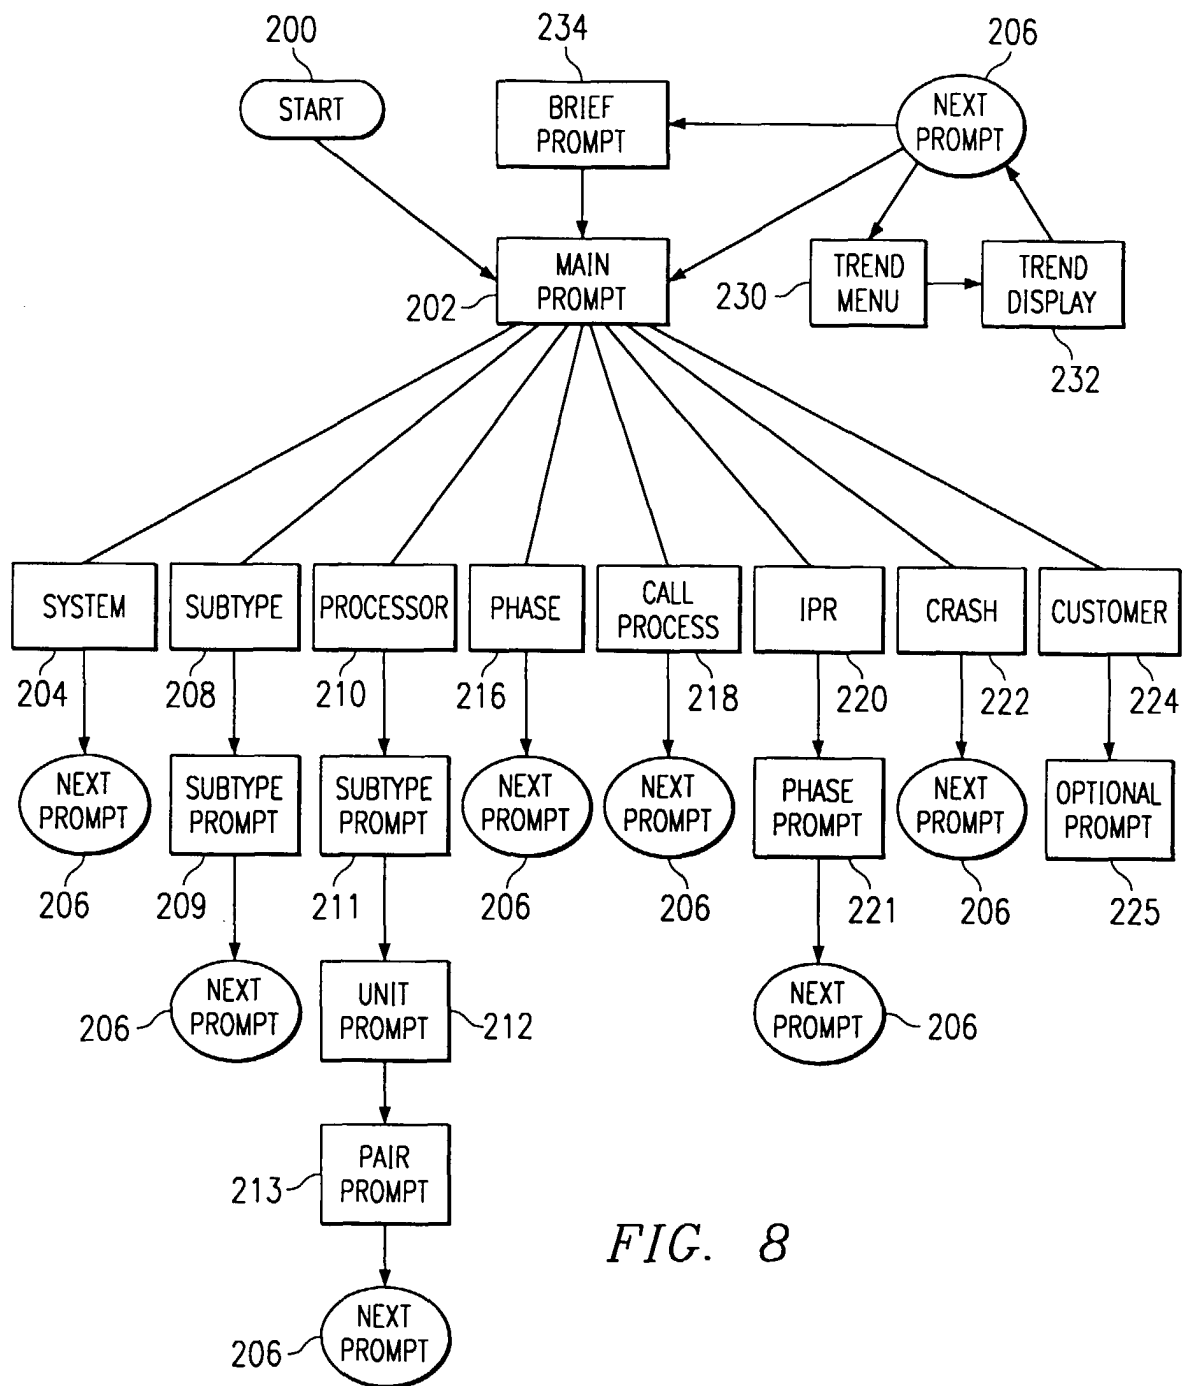 200
234
206
START
BRIEF
PROMPT
NEXT
PROMPT
MAIN
PROMPT
202
230
TREND
MENU
TREND
DISPLAY
232
SYSTEM
SUBTYPE
PROCESSOR
PHASE
CALL
PROCESS
IPR
CRASH
CUSTOMER
204
208
210
216
218
220
222
224
NEXT
PROMPT
SUBTYPE
PROMPT
SUBTYPE
PROMPT
NEXT
PROMPT
NEXT
PROMPT
PHASE
PROMPT
NEXT
PROMPT
OPTIONAL
PROMPT
206
209
211
206
206
221
206
225
206
NEXT
PROMPT
UNIT
PROMPT
212
NEXT
PROMPT
206
213
PAIR
PROMPT
FIG. 8
206
NEXT
PROMPT